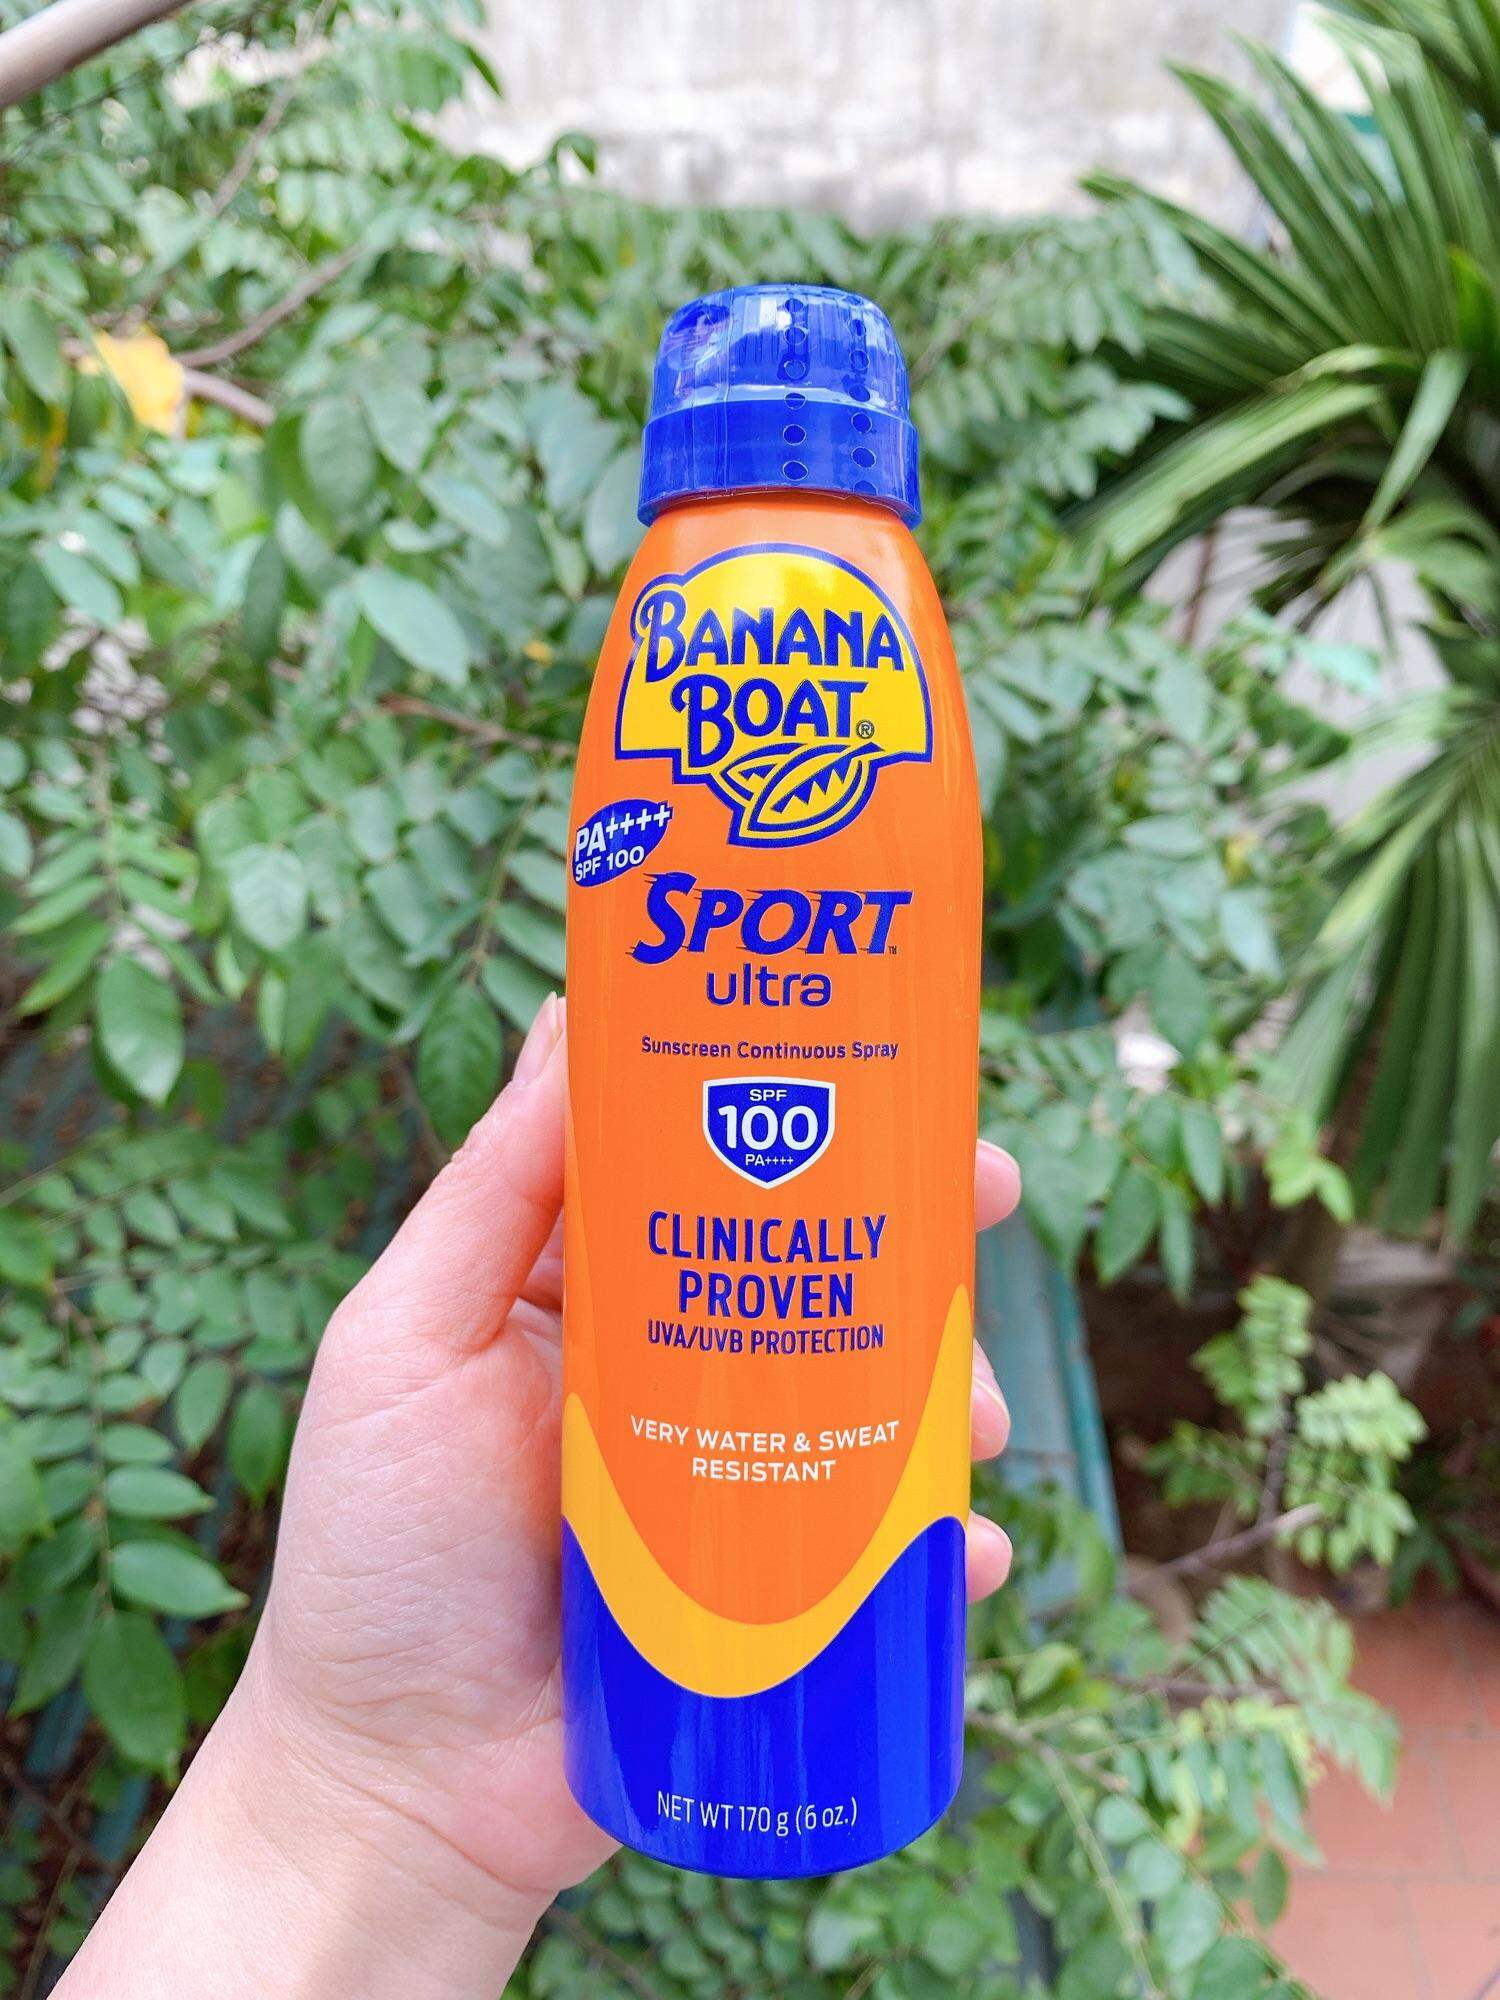 BANANA
BOAT®
PA++++
SPF 100
SPORT™
ultra
Sunscreen Continuous Spray
SPF
100
PA++++
CLINICALLY
PROVEN
UVA/UVB PROTECTION
VERY WATER & SWEAT
RESISTANT
NET WT 170 g (6 oz.)